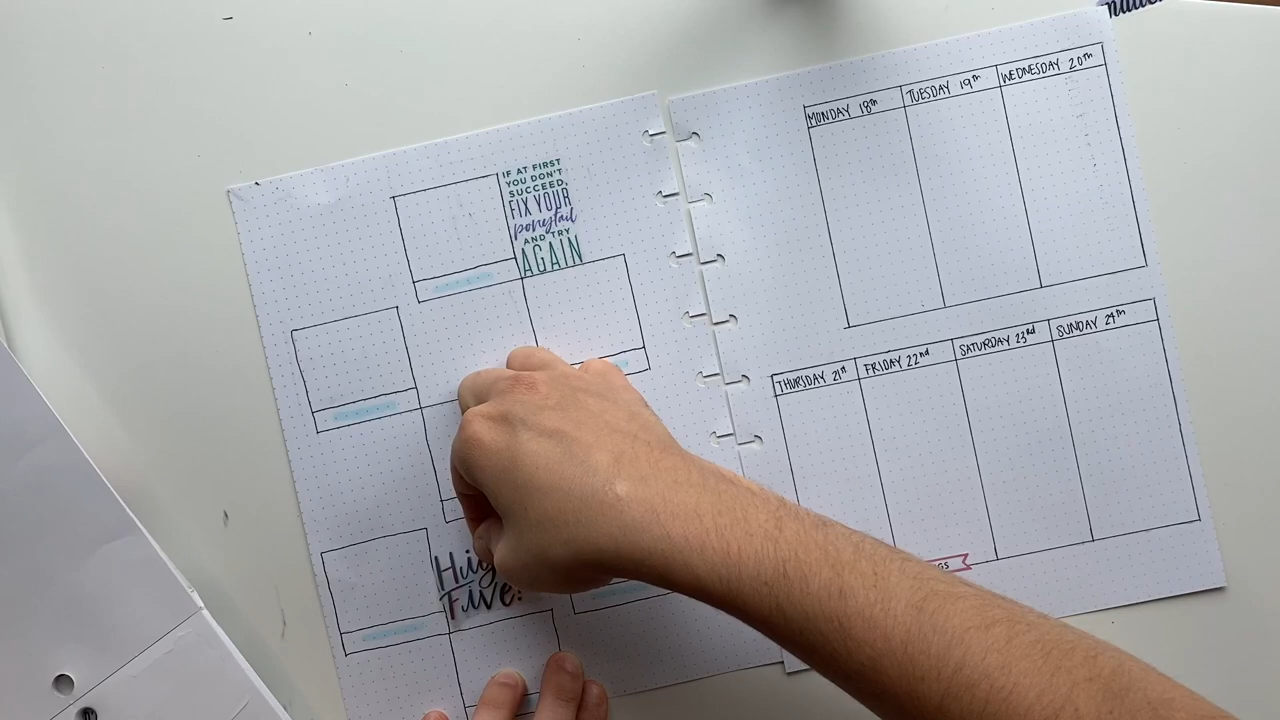 IF AT FIRST
YOU DON'T
SUCCEED,
FIX YOUR
ponytail
AND TRY
AGAIN
Five!
MONDAY 18th
TUESDAY 19th
WEDNESDAY 20th
THURSDAY 21st
FRIDAY 22nd
SATURDAY 23rd
SUNDAY 24th